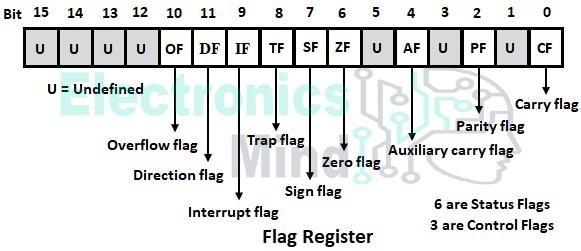 Bit 15 14 13 12 10 11 9 8 7 6 5 4 3 2 1 0
U U U U OF DF IF TF SF ZF U AF U PF U CF
U = Undefined
Electronics
Mind
Carry flag
Parity flag
Overflow flag
Trap flag
Auxiliary carry flag
Zero flag
Direction flag
Sign flag
Interrupt flag
6 are Status Flags
3 are Control Flags
Flag Register